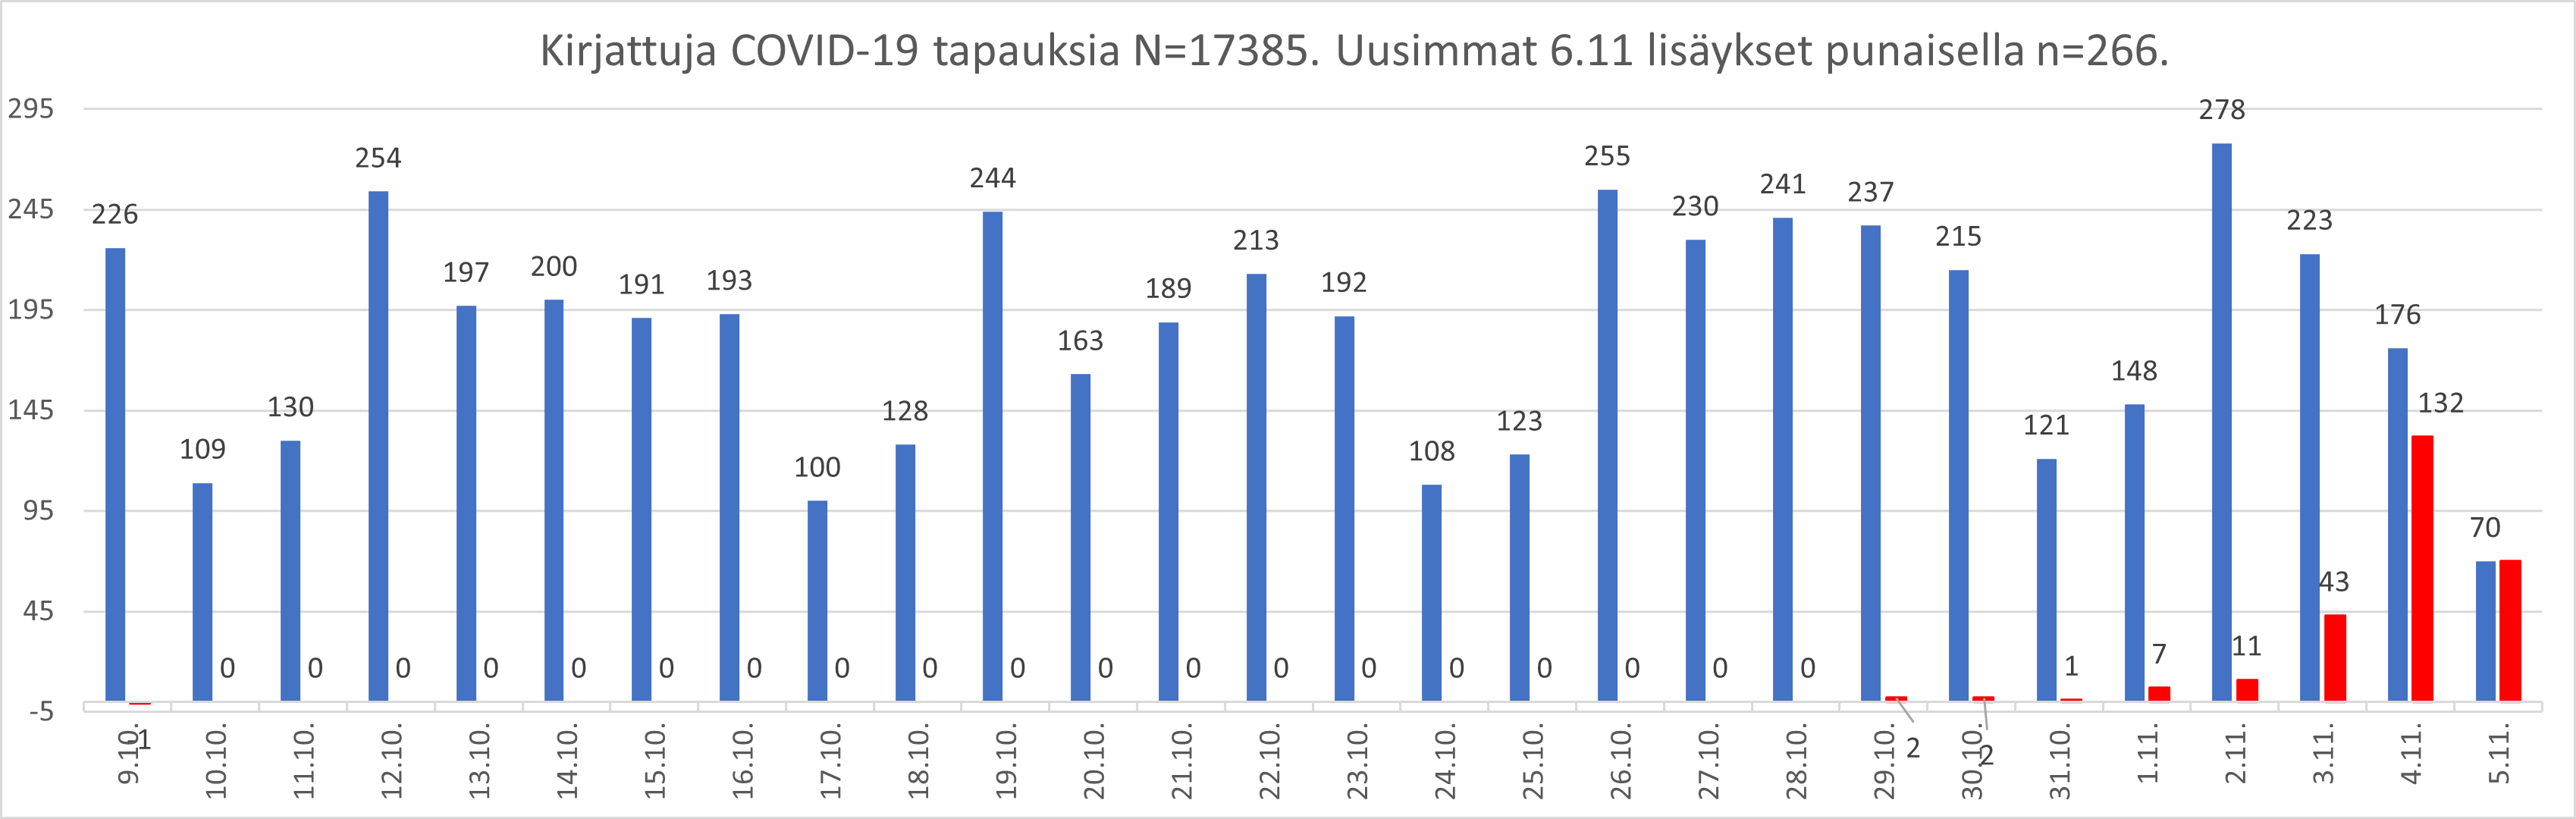 Kirjattuja COVID-19 tapauksia N=17385. Uusimmat 6.11 lisäykset punaisella n=266.
295
245
195
145
95
45
-5
226 109 130 254 197 200 191 193 100 128 244 163 189 213 192 108 123 255 230 241 237 215 121 148 278 223 176 70
-1 0 0 0 0 0 0 0 0 0 0 0 0 0 0 0 0 0 0 0 2 2 1 7 11 43 132
9.10. 10.10. 11.10. 12.10. 13.10. 14.10. 15.10. 16.10. 17.10. 18.10. 19.10. 20.10. 21.10. 22.10. 23.10. 24.10. 25.10. 26.10. 27.10. 28.10. 29.10. 30.10. 31.10. 1.11. 2.11. 3.11. 4.11. 5.11.